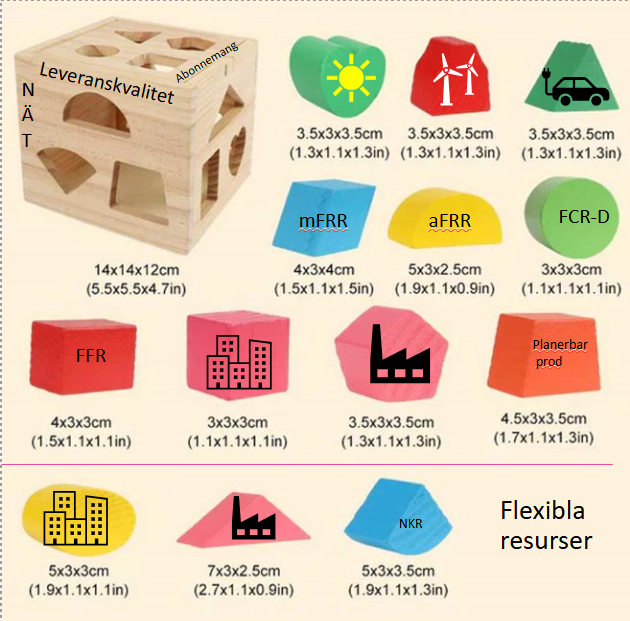 Leveranskvalitet
Abonnemang
NÄT
14x14x12cm
(5.5x5.5x4.7in)
3.5x3x3.5cm
(1.3x1.1x1.3in)
3.5x3x3.5cm
(1.3x1.1x1.3in)
3.5x3x3.5cm
(1.3x1.1x1.3in)
mFRR
4x3x4cm
(1.5x1.1x1.5in)
aFRR
5x3x2.5cm
(1.9x1.1x0.9in)
FCR-D
3x3x3cm
(1.1x1.1x1.1in)
FFR
4x3x3cm
(1.5x1.1x1.1in)
3x3x3cm
(1.1x1.1x1.1in)
3.5x3x3.5cm
(1.3x1.1x1.3in)
Planerbar
prod
4.5x3x3.5cm
(1.7x1.1x1.3in)
5x3x3cm
(1.9x1.1x1.1in)
7x3x2.5cm
(2.7x1.1x0.9in)
NKR
5x3x3.5cm
(1.9x1.1x1.3in)
Flexibla
resurser